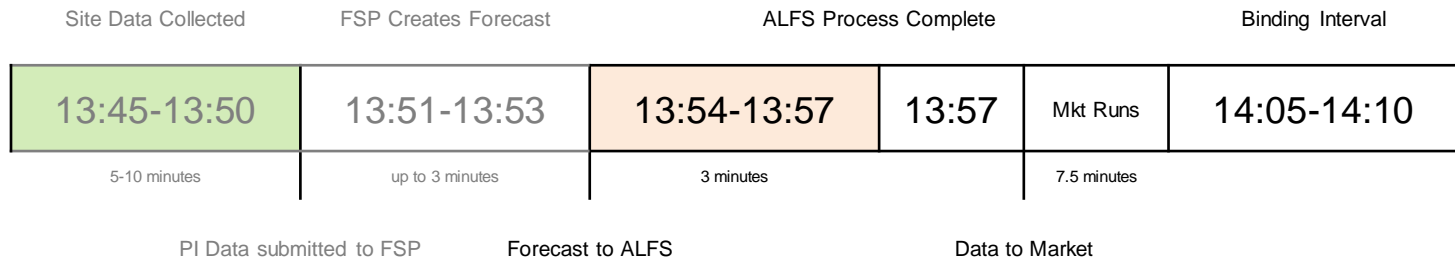 Site Data Collected FSP Creates Forecast ALFS Process Complete Binding Interval
13:45-13:50 13:51-13:53 13:54-13:57 13:57 Mkt Runs 14:05-14:10
5-10 minutes up to 3 minutes 3 minutes 7.5 minutes
PI Data submitted to FSP Forecast to ALFS Data to Market